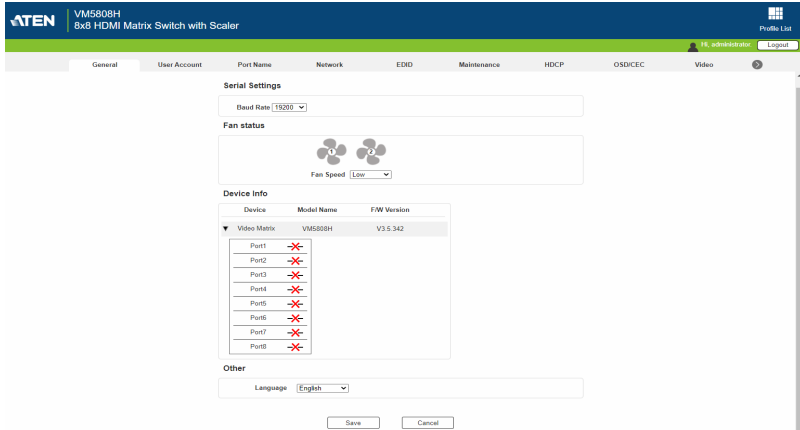 ATEN
VM5808H
8x8 HDMI Matrix Switch with Scaler
Profile List
Hi, administrator Logout
General User Account Port Name Network EDID Maintenance HDCP OSD/CEC Video
Serial Settings
Baud Rate 19200
Fan status
1 2
Fan Speed Low
Device Info
Device Model Name F/W Version
Video Matrix VM5808H V3.5.342
Port1
Port2
Port3
Port4
Port5
Port6
Port7
Port8
Other
Language English
Save Cancel